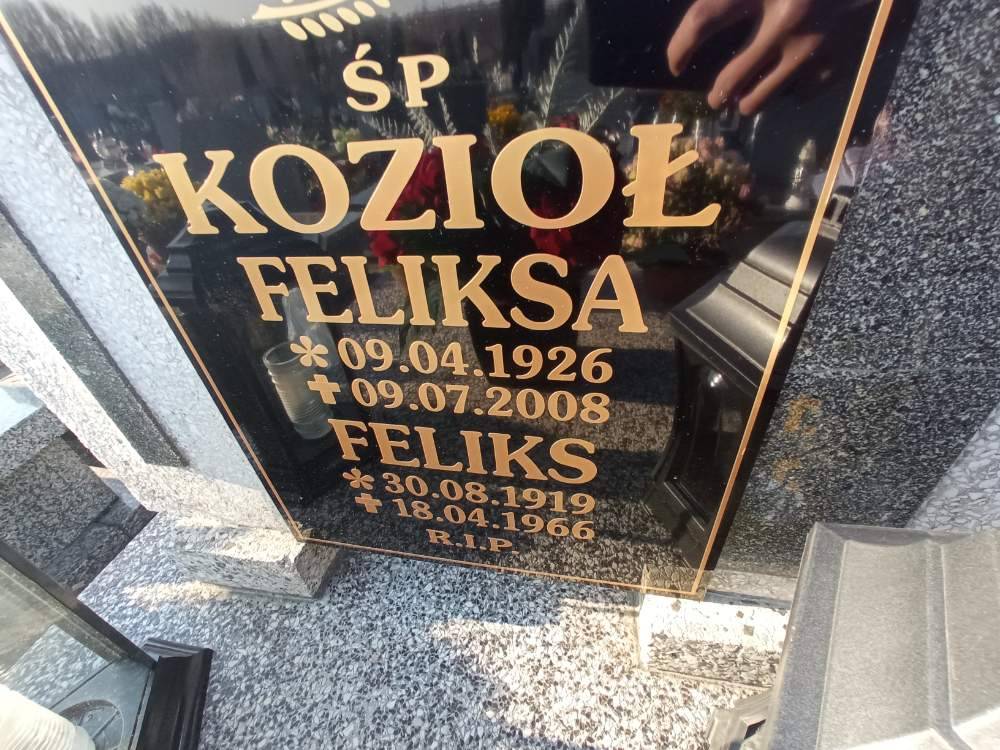 ŚP
KOZIOŁ
FELIKSA
* 09.04.1926
✝ 09.07.2008
FELIKS
* 30.08.1919
✝ 18.04.1966
R.I.P.